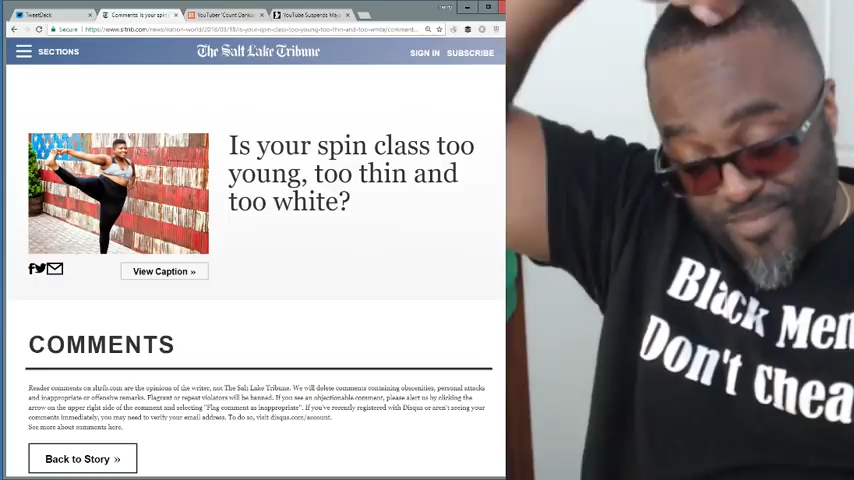 TweetDeck
Comments: Is your spin
YouTuber 'Count Danku
YouTube Suspends Maj
Secure
SECTIONS
The Salt Lake Tribune
SIGN IN SUBSCRIBE
Is your spin class too
young, too thin and
too white?
View Caption »
COMMENTS
Reader comments on sltrib.com are the opinions of the writer, not The Salt Lake Tribune. We will delete comments containing obscenities, personal attacks
and inappropriate or offensive remarks. Flagrant or repeat violators will be banned. If you see an objectionable comment, please alert us by clicking the
arrow on the upper right side of the comment and selecting "Flag comment as inappropriate". If you've recently registered with Disqus or aren't seeing your
comments immediately, you may need to verify your email address. To do so, visit disqus.com/account.
See more about comments here.
Back to Story »
Black Men
Don't Chea